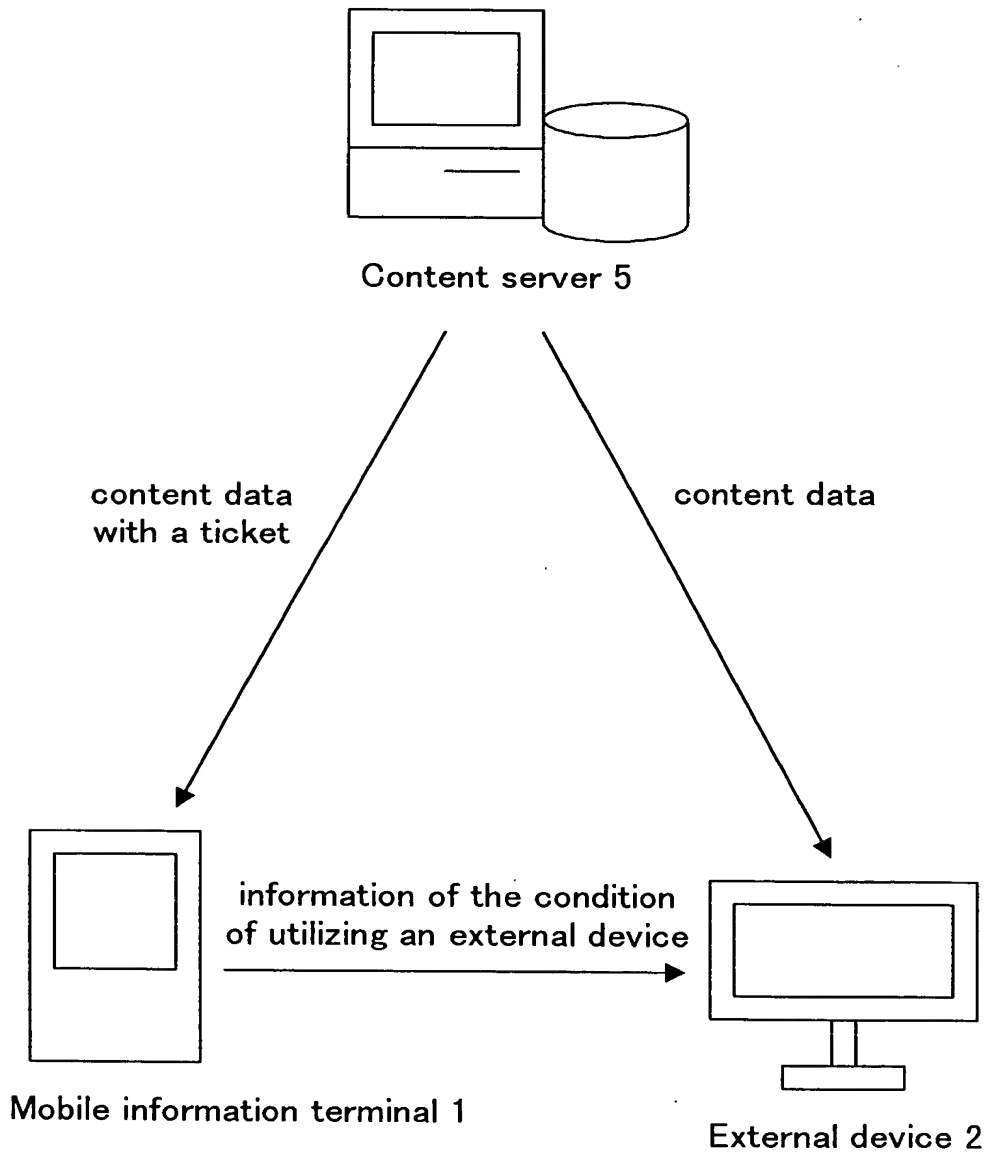 Content server 5
content data
with a ticket
content data
information of the condition
of utilizing an external device
Mobile information terminal 1
External device 2